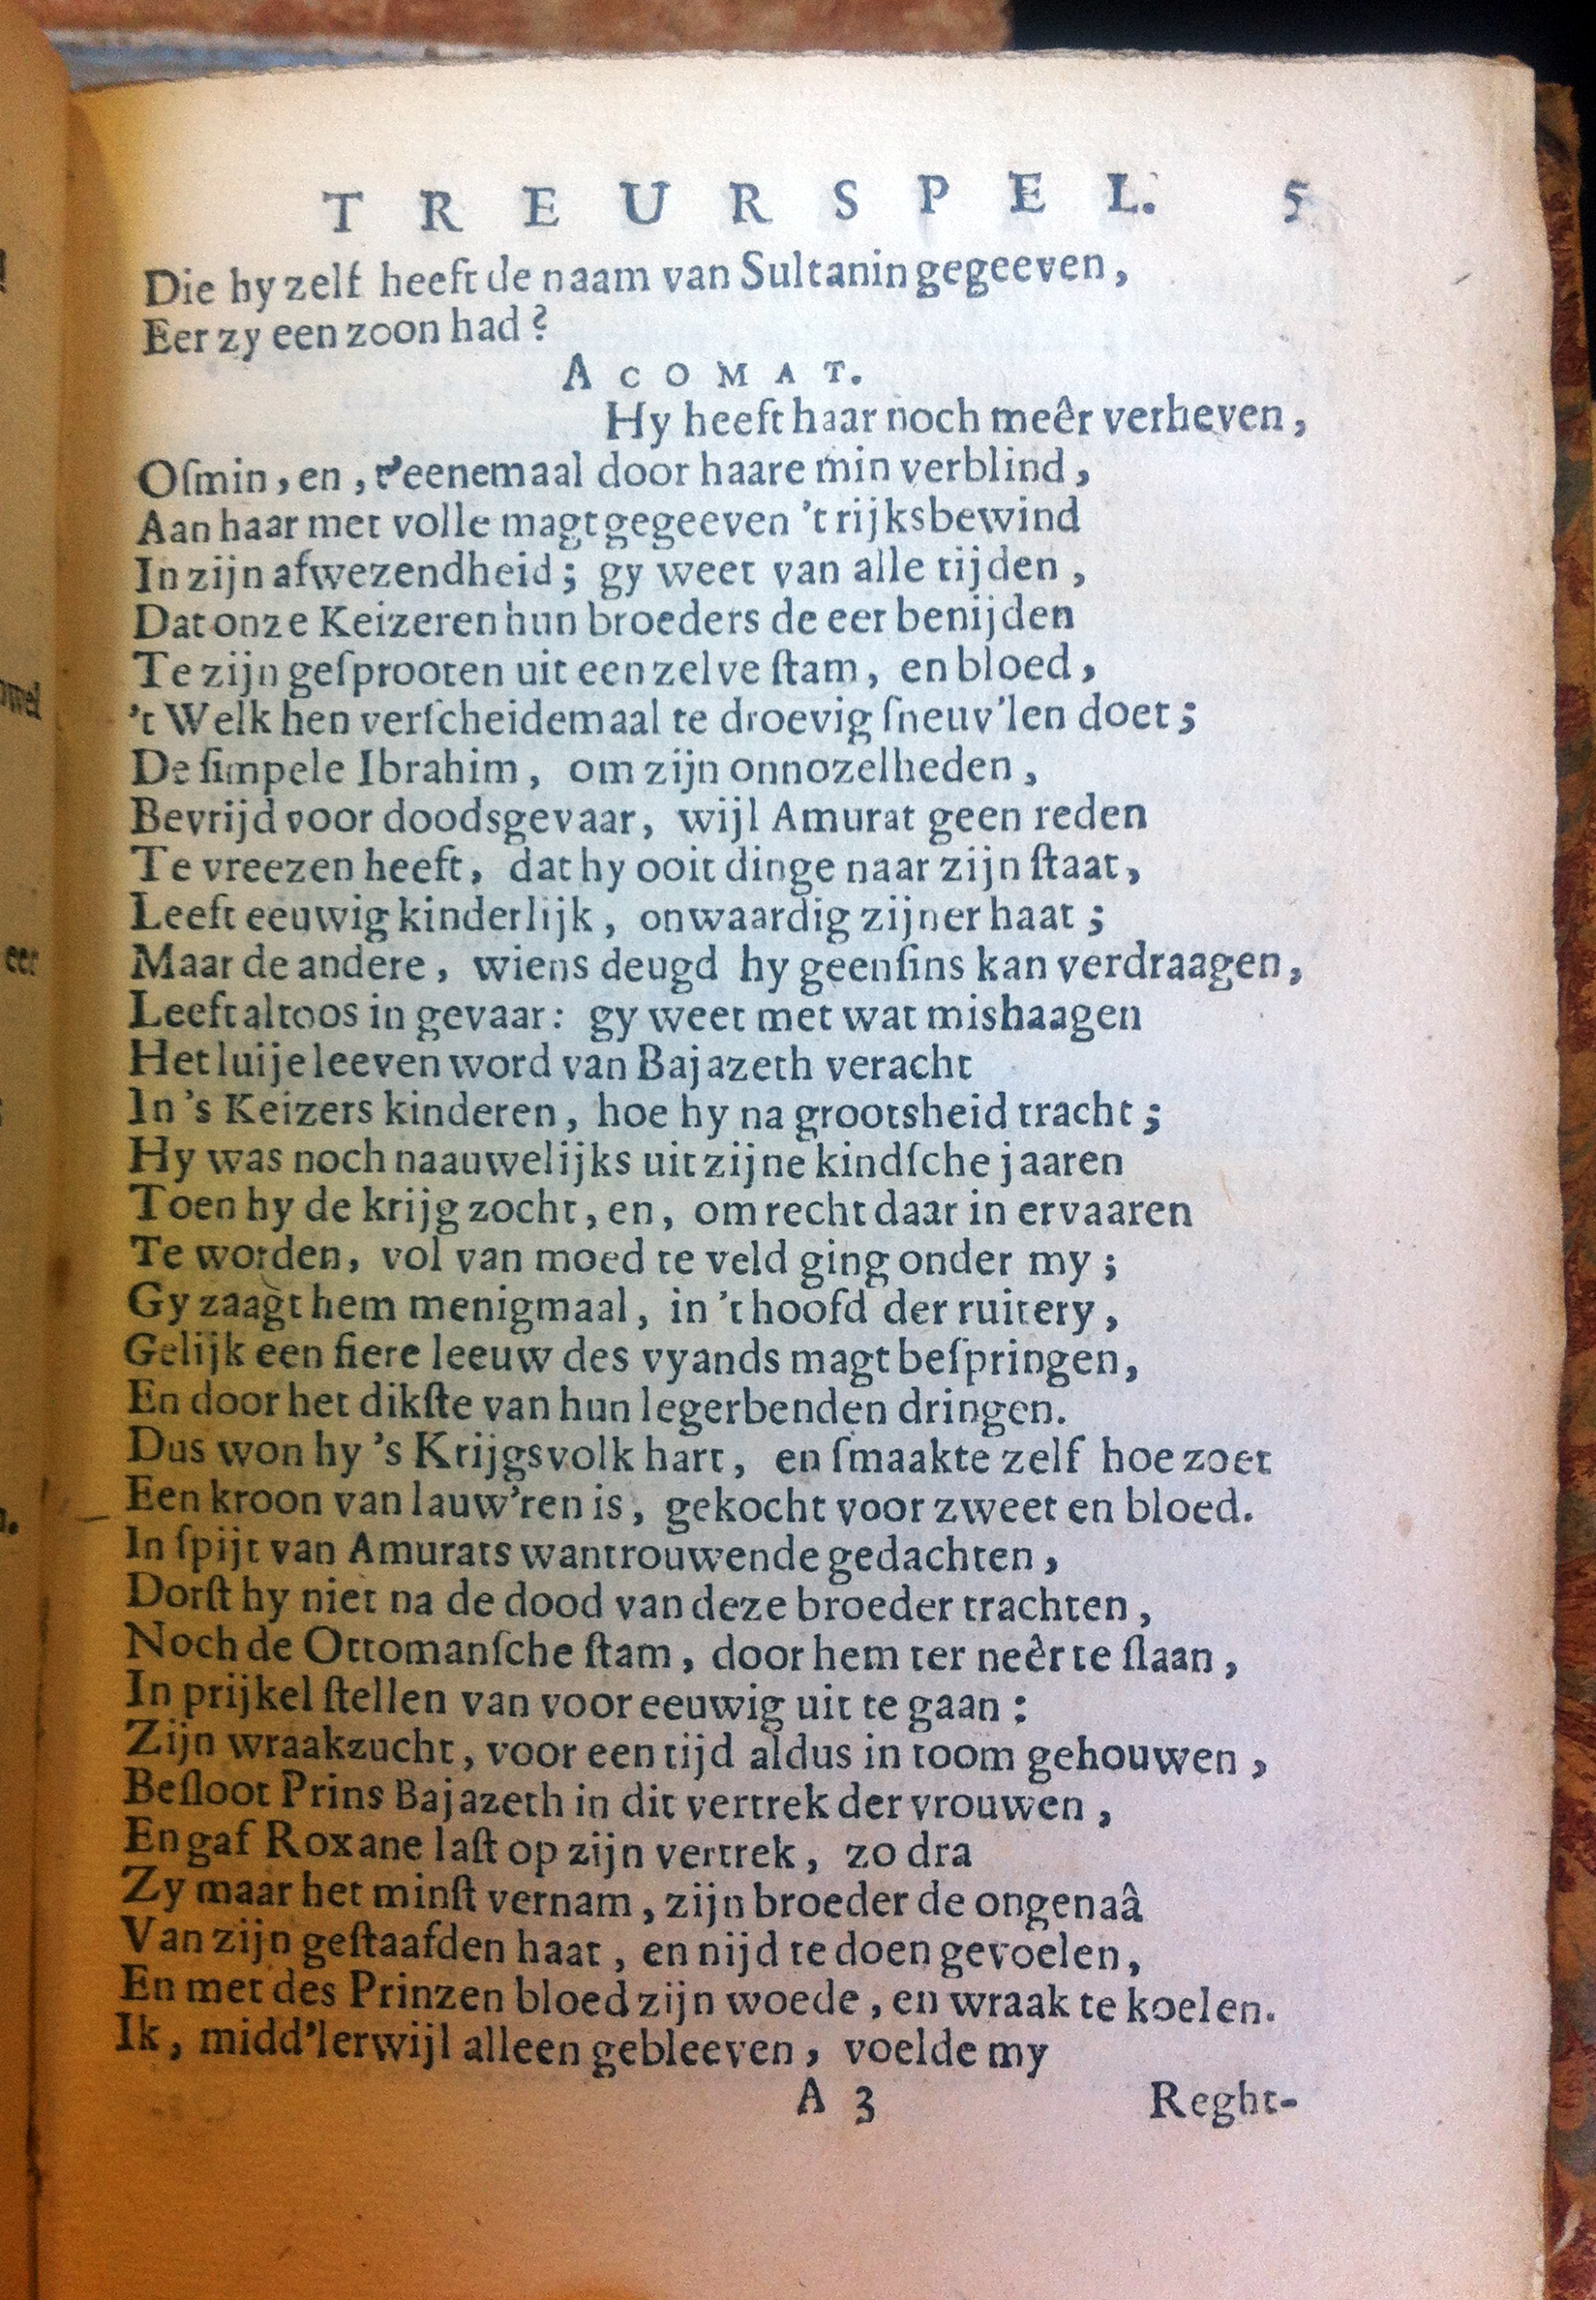 TREURSPEL. 5
Die hy zelf heeft de naam van Sultanin gegeeven,
Eer zy een zoon had?
ACOMAT.
Hy heeft haar noch meêr verheven,
Oſmin, en, t'eenemaal door haare min verblind,
Aan haar met volle magt gegeeven 't rijksbewind
In zijn afwezendheid; gy weet van alle tijden,
Dat onze Keizeren hun broeders de eer benijden
Te zijn geſprooten uit een zelve ſtam, en bloed,
't Welk hen verſcheidemaal te droevig ſneuv'len doet;
De ſimpele Ibrahim, om zijn onnozelheden,
Bevrijd voor doodsgevaar, wijl Amurat geen reden
Te vreezen heeft, dat hy ooit dinge naar zijn ſtaat,
Leeft eeuwig kinderlijk, onwaardig zijner haat;
Maar de andere, wiens deugd hy geenſins kan verdraagen,
Leeft altoos in gevaar: gy weet met wat mishaagen
Het luije leeven word van Bajazeth veracht
In 's Keizers kinderen, hoe hy na grootsheid tracht;
Hy was noch naauwelijks uit zijne kindſche jaaren
Toen hy de krijg zocht, en, om recht daar in ervaaren
Te worden, vol van moed te veld ging onder my;
Gy zaagt hem menigmaal, in 't hoofd der ruitery,
Gelijk een fiere leeuw des vyands magt beſpringen,
En door het dikſte van hun legerbenden dringen.
Dus won hy 's Krijgsvolk hart, en ſmaakte zelf hoe zoet
Een kroon van lauw'ren is, gekocht voor zweet en bloed.
In ſpijt van Amurats wantrouwende gedachten,
Dorſt hy niet na de dood van deze broeder trachten,
Noch de Ottomanſche ſtam, door hem ter neêr te ſlaan,
In prijkel ſtellen van voor eeuwig uit te gaan:
Zijn wraakzucht, voor een tijd aldus in toom gehouwen,
Beſloot Prins Bajazeth in dit vertrek der vrouwen,
En gaf Roxane laſt op zijn vertrek, zo dra
Zy maar het minſt vernam, zijn broeder de ongenaâ
Van zijn geſtaafden haat, en nijd te doen gevoelen,
En met des Prinzen bloed zijn woede, en wraak te koelen.
Ik, midd'lerwijl alleen gebleeven, voelde my
A 3 Reght-